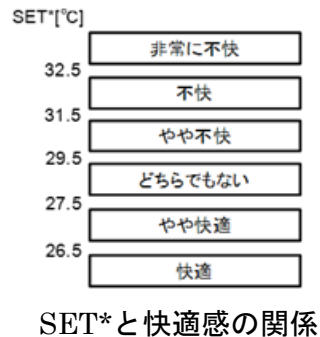 SET*[℃]
非常に不快
32.5
不快
31.5
やや不快
29.5
どちらでもない
27.5
やや快適
26.5
快適
SET*と快適感の関係